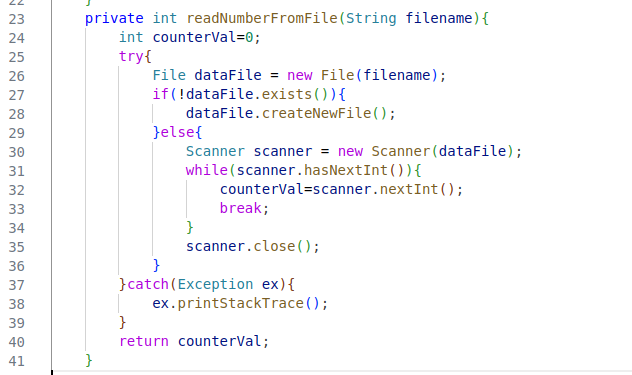 22 }
23 private int readNumberFromFile(String filename){
24 int counterVal=0;
25 try{
26 File dataFile = new File(filename);
27 if(!dataFile.exists()){
28 dataFile.createNewFile();
29 }else{
30 Scanner scanner = new Scanner(dataFile);
31 while(scanner.hasNextInt()){
32 counterVal=scanner.nextInt();
33 break;
34 }
35 scanner.close();
36 }
37 }catch(Exception ex){
38 ex.printStackTrace();
39 }
40 return counterVal;
41 }